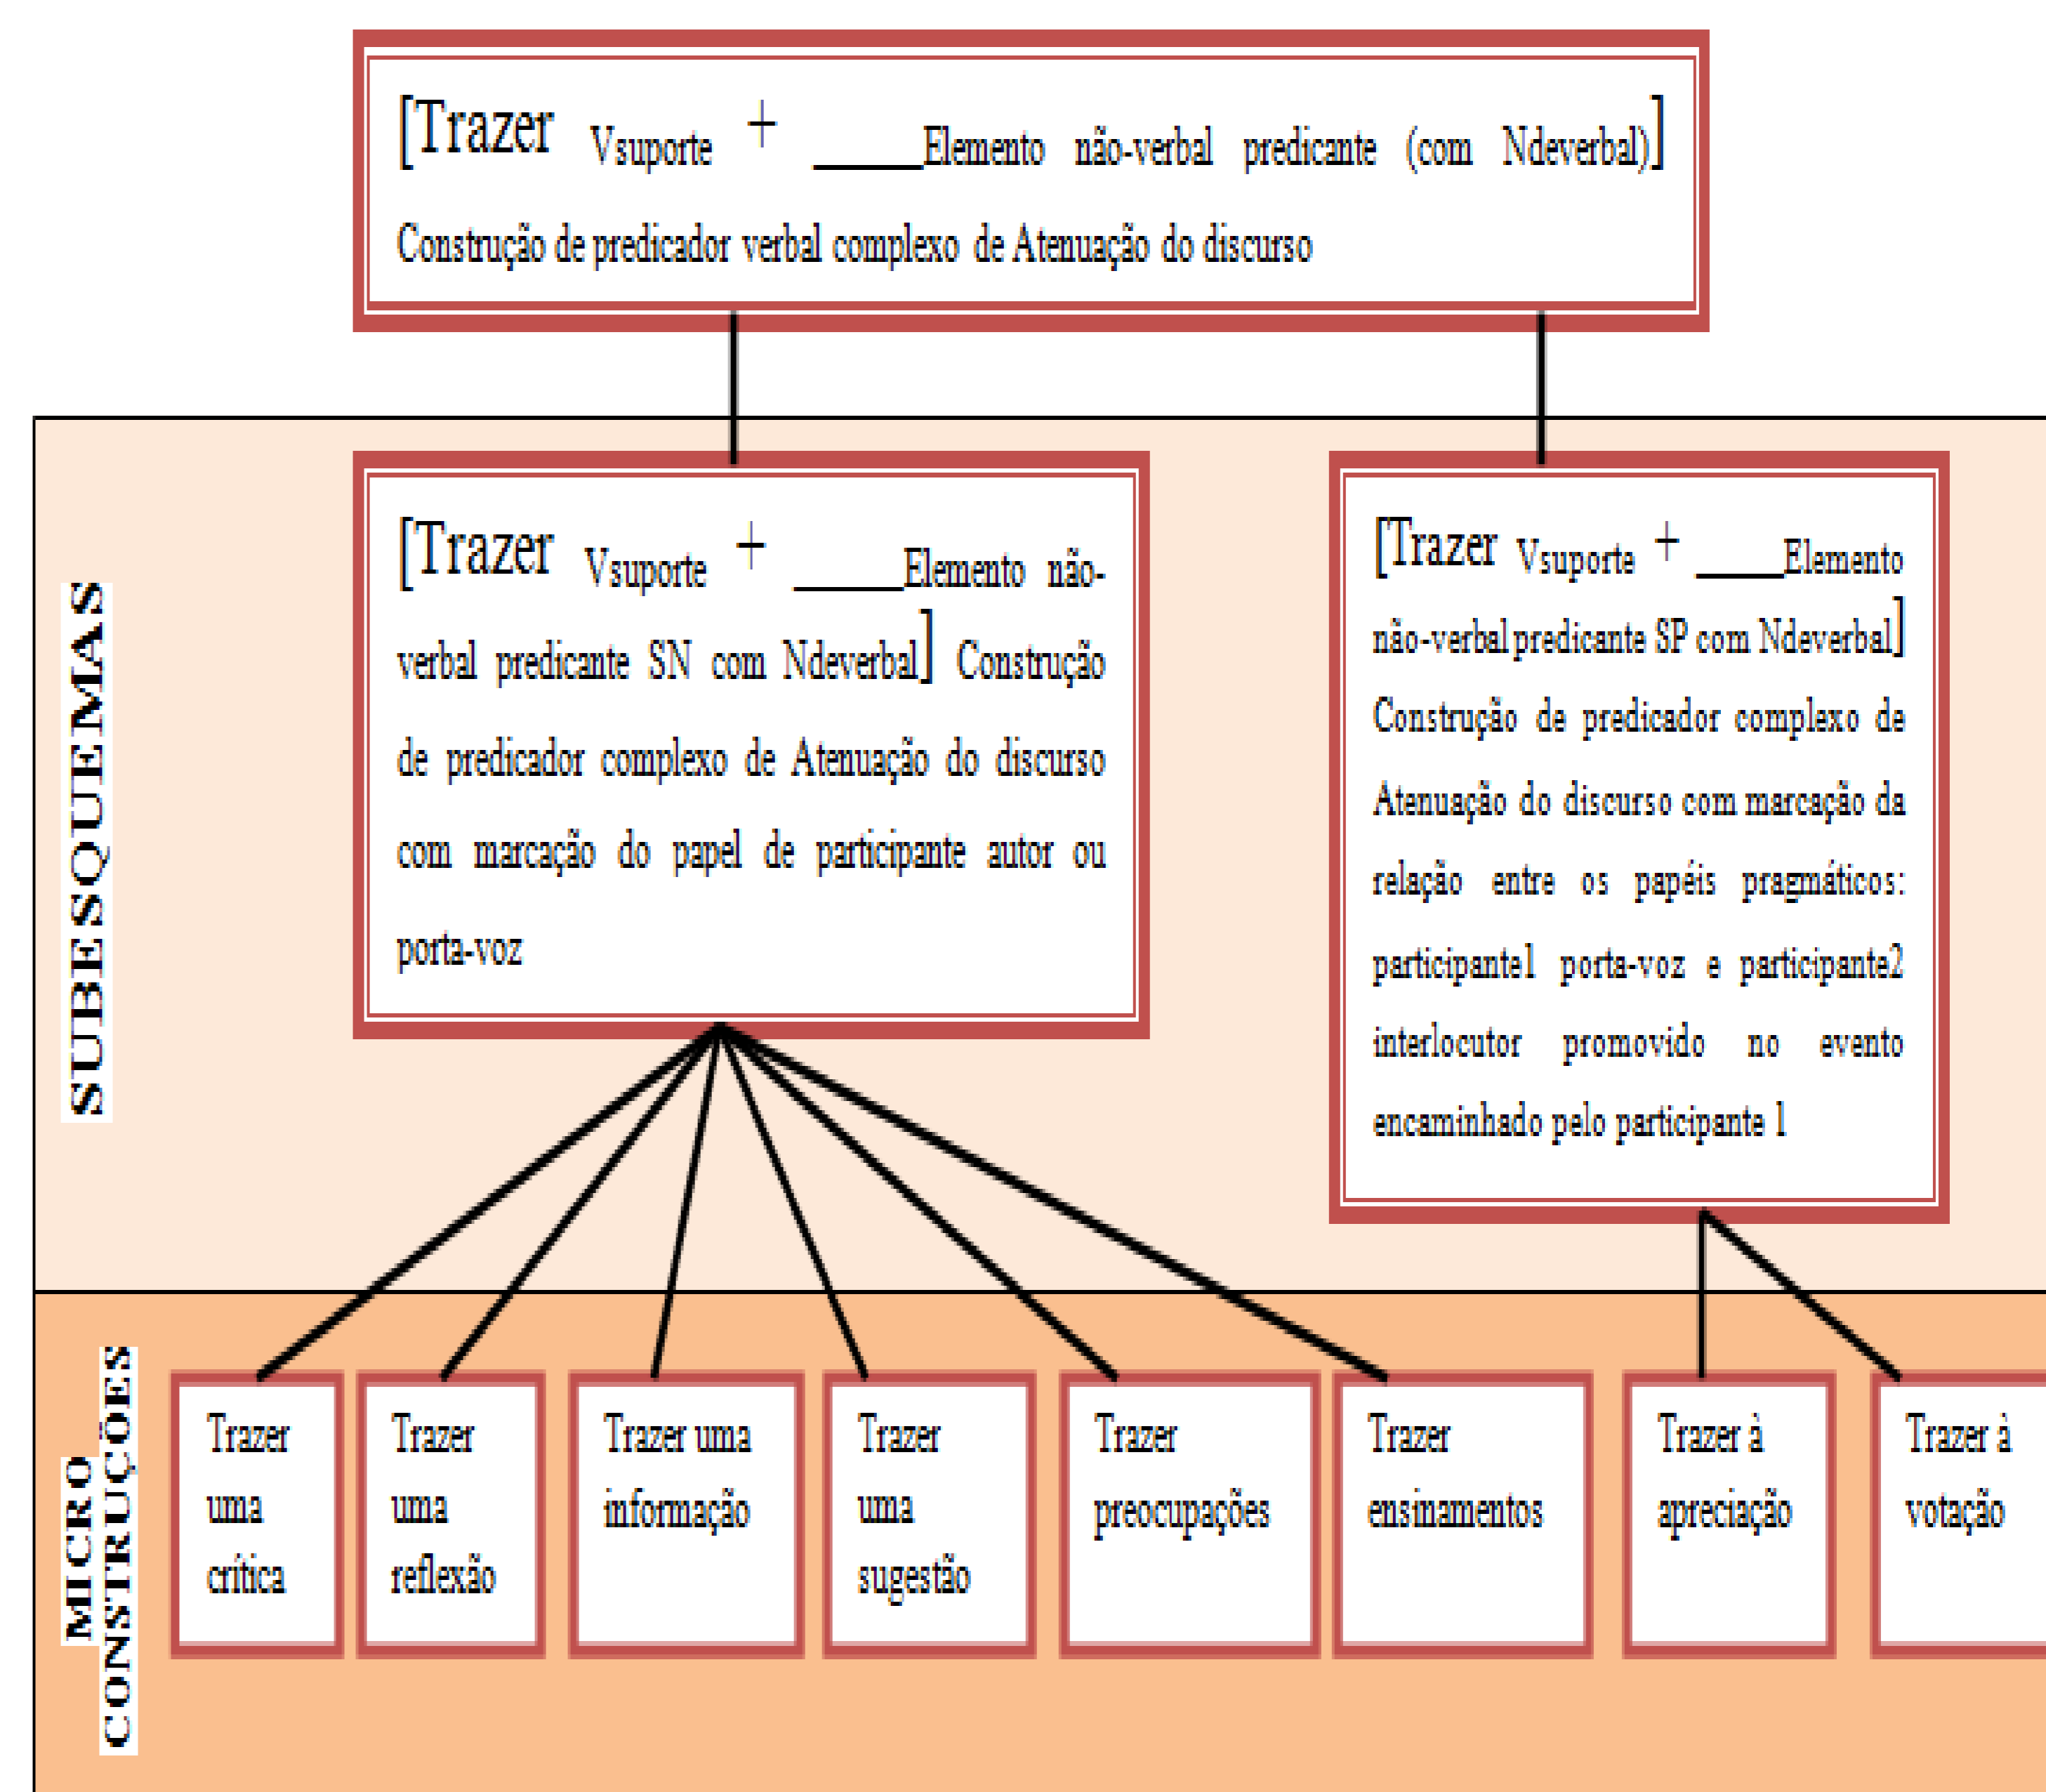 [Trazer Vsuporte + _____Elemento não-verbal predicante (com Ndeverbal)]
Construção de predicador verbal complexo de Atenuação do discurso
SUBESQUEMAS
[Trazer Vsuporte + _____Elemento não-
verbal predicante SN com Ndeverbal] Construção
de predicador complexo de Atenuação do discurso
com marcação do papel de participante autor ou
porta-voz
[Trazer Vsuporte + ____Elemento
não-verbal predicante SP com Ndeverbal]
Construção de predicador complexo de
Atenuação do discurso com marcação da
relação entre os papéis pragmáticos:
participante1 porta-voz e participante2
interlocutor promovido no evento
encaminhado pelo participante 1
MICRO
CONSTRUÇÕES
Trazer
uma
crítica
Trazer
uma
reflexão
Trazer uma
informação
Trazer
uma
sugestão
Trazer
preocupações
Trazer
ensinamentos
Trazer à
apreciação
Trazer à
votação